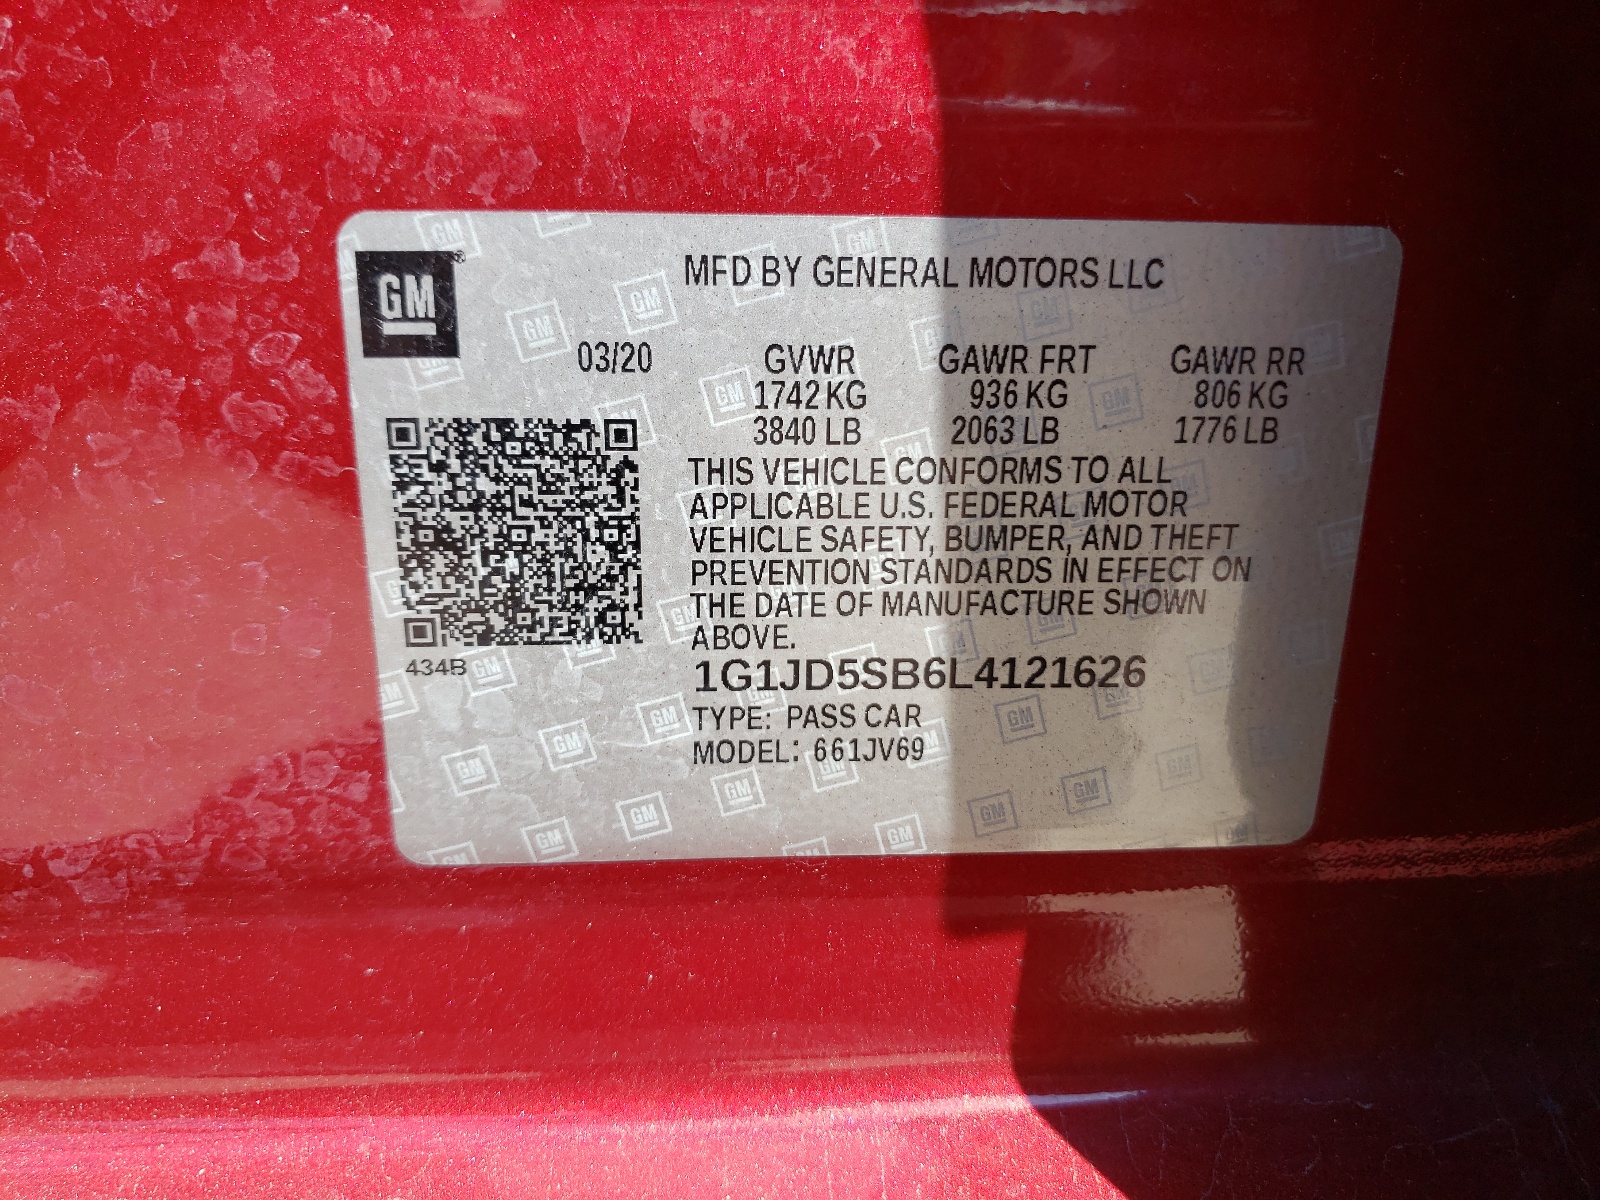 GM®
MFD BY GENERAL MOTORS LLC
03/20 GVWR GAWR FRT GAWR RR
1742 KG 936 KG 806 KG
3840 LB 2063 LB 1776 LB
THIS VEHICLE CONFORMS TO ALL
APPLICABLE U.S. FEDERAL MOTOR
VEHICLE SAFETY, BUMPER, AND THEFT
PREVENTION STANDARDS IN EFFECT ON
THE DATE OF MANUFACTURE SHOWN
ABOVE.
434B
1G1JD5SB6L4121626
TYPE: PASS CAR
MODEL: 661JV69